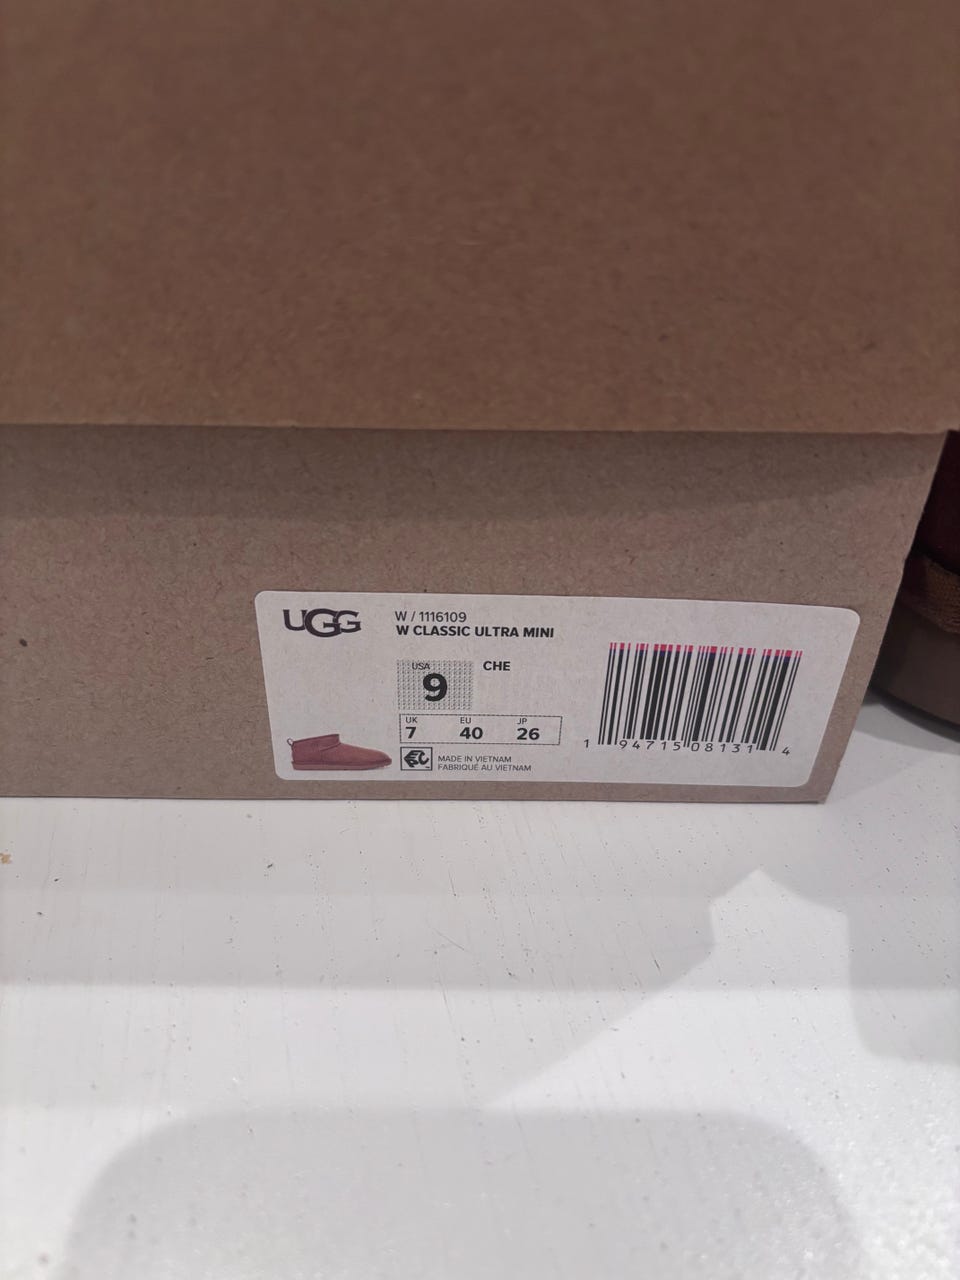 UGG
W / 1116109
W CLASSIC ULTRA MINI
USA
9
CHE
UK EU JP
7 40 26
MADE IN VIETNAM
FABRIQUÉ AU VIETNAM
1 94715 08131 4